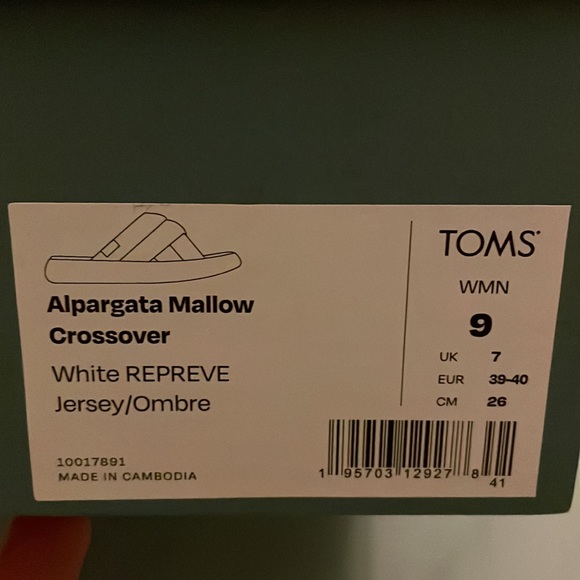 Alpargata Mallow
Crossover
White REPREVE
Jersey/Ombre
10017891
MADE IN CAMBODIA
TOMS
WMN
9
UK 7
EUR 39-40
CM 26
1 95703 12927 8
41